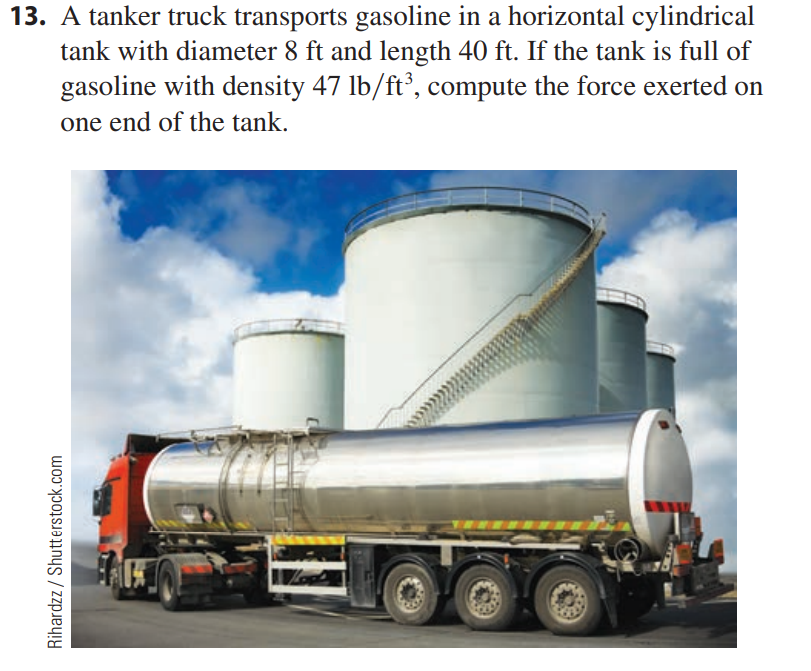 13. A tanker truck transports gasoline in a horizontal cylindrical
tank with diameter 8 ft and length 40 ft. If the tank is full of
gasoline with density 47 lb/ft³, compute the force exerted on
one end of the tank.
Rihardzz / Shutterstock.com